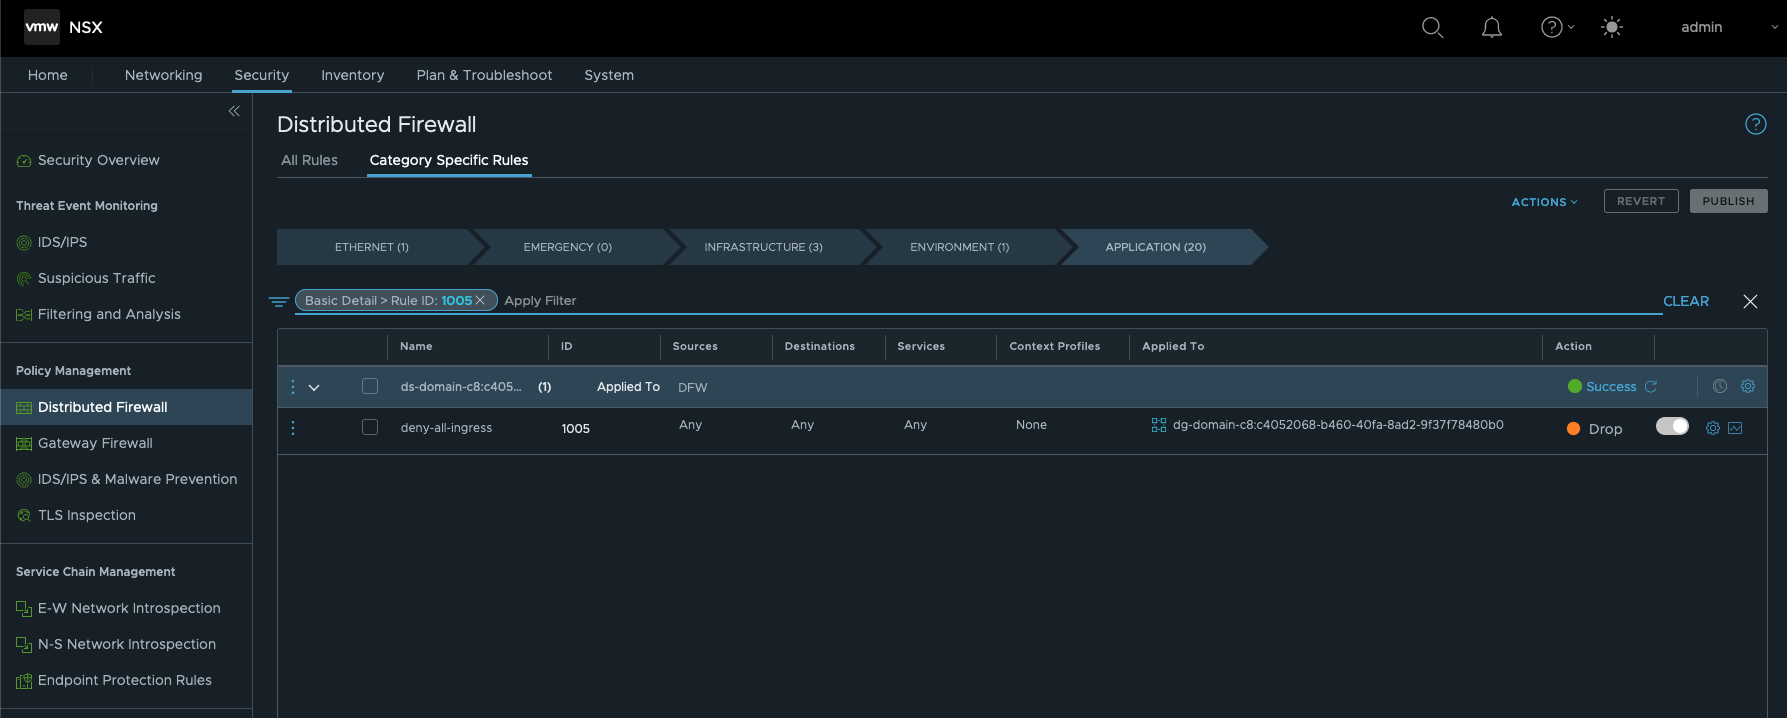 vmw NSX
admin
Home Networking Security Inventory Plan & Troubleshoot System
Security Overview
Threat Event Monitoring
IDS/IPS
Suspicious Traffic
Filtering and Analysis
Policy Management
Distributed Firewall
Gateway Firewall
IDS/IPS & Malware Prevention
TLS Inspection
Service Chain Management
E-W Network Introspection
N-S Network Introspection
Endpoint Protection Rules
Distributed Firewall
All Rules Category Specific Rules
ACTIONS REVERT PUBLISH
ETHERNET (1) EMERGENCY (0) INFRASTRUCTURE (3) ENVIRONMENT (1) APPLICATION (20)
Basic Detail > Rule ID: 1005 Apply Filter CLEAR
Name ID Sources Destinations Services Context Profiles Applied To Action
ds-domain-c8:c405... (1) Applied To DFW Success
deny-all-ingress 1005 Any Any Any None dg-domain-c8:c4052068-b460-40fa-8ad2-9f37f78480b0 Drop